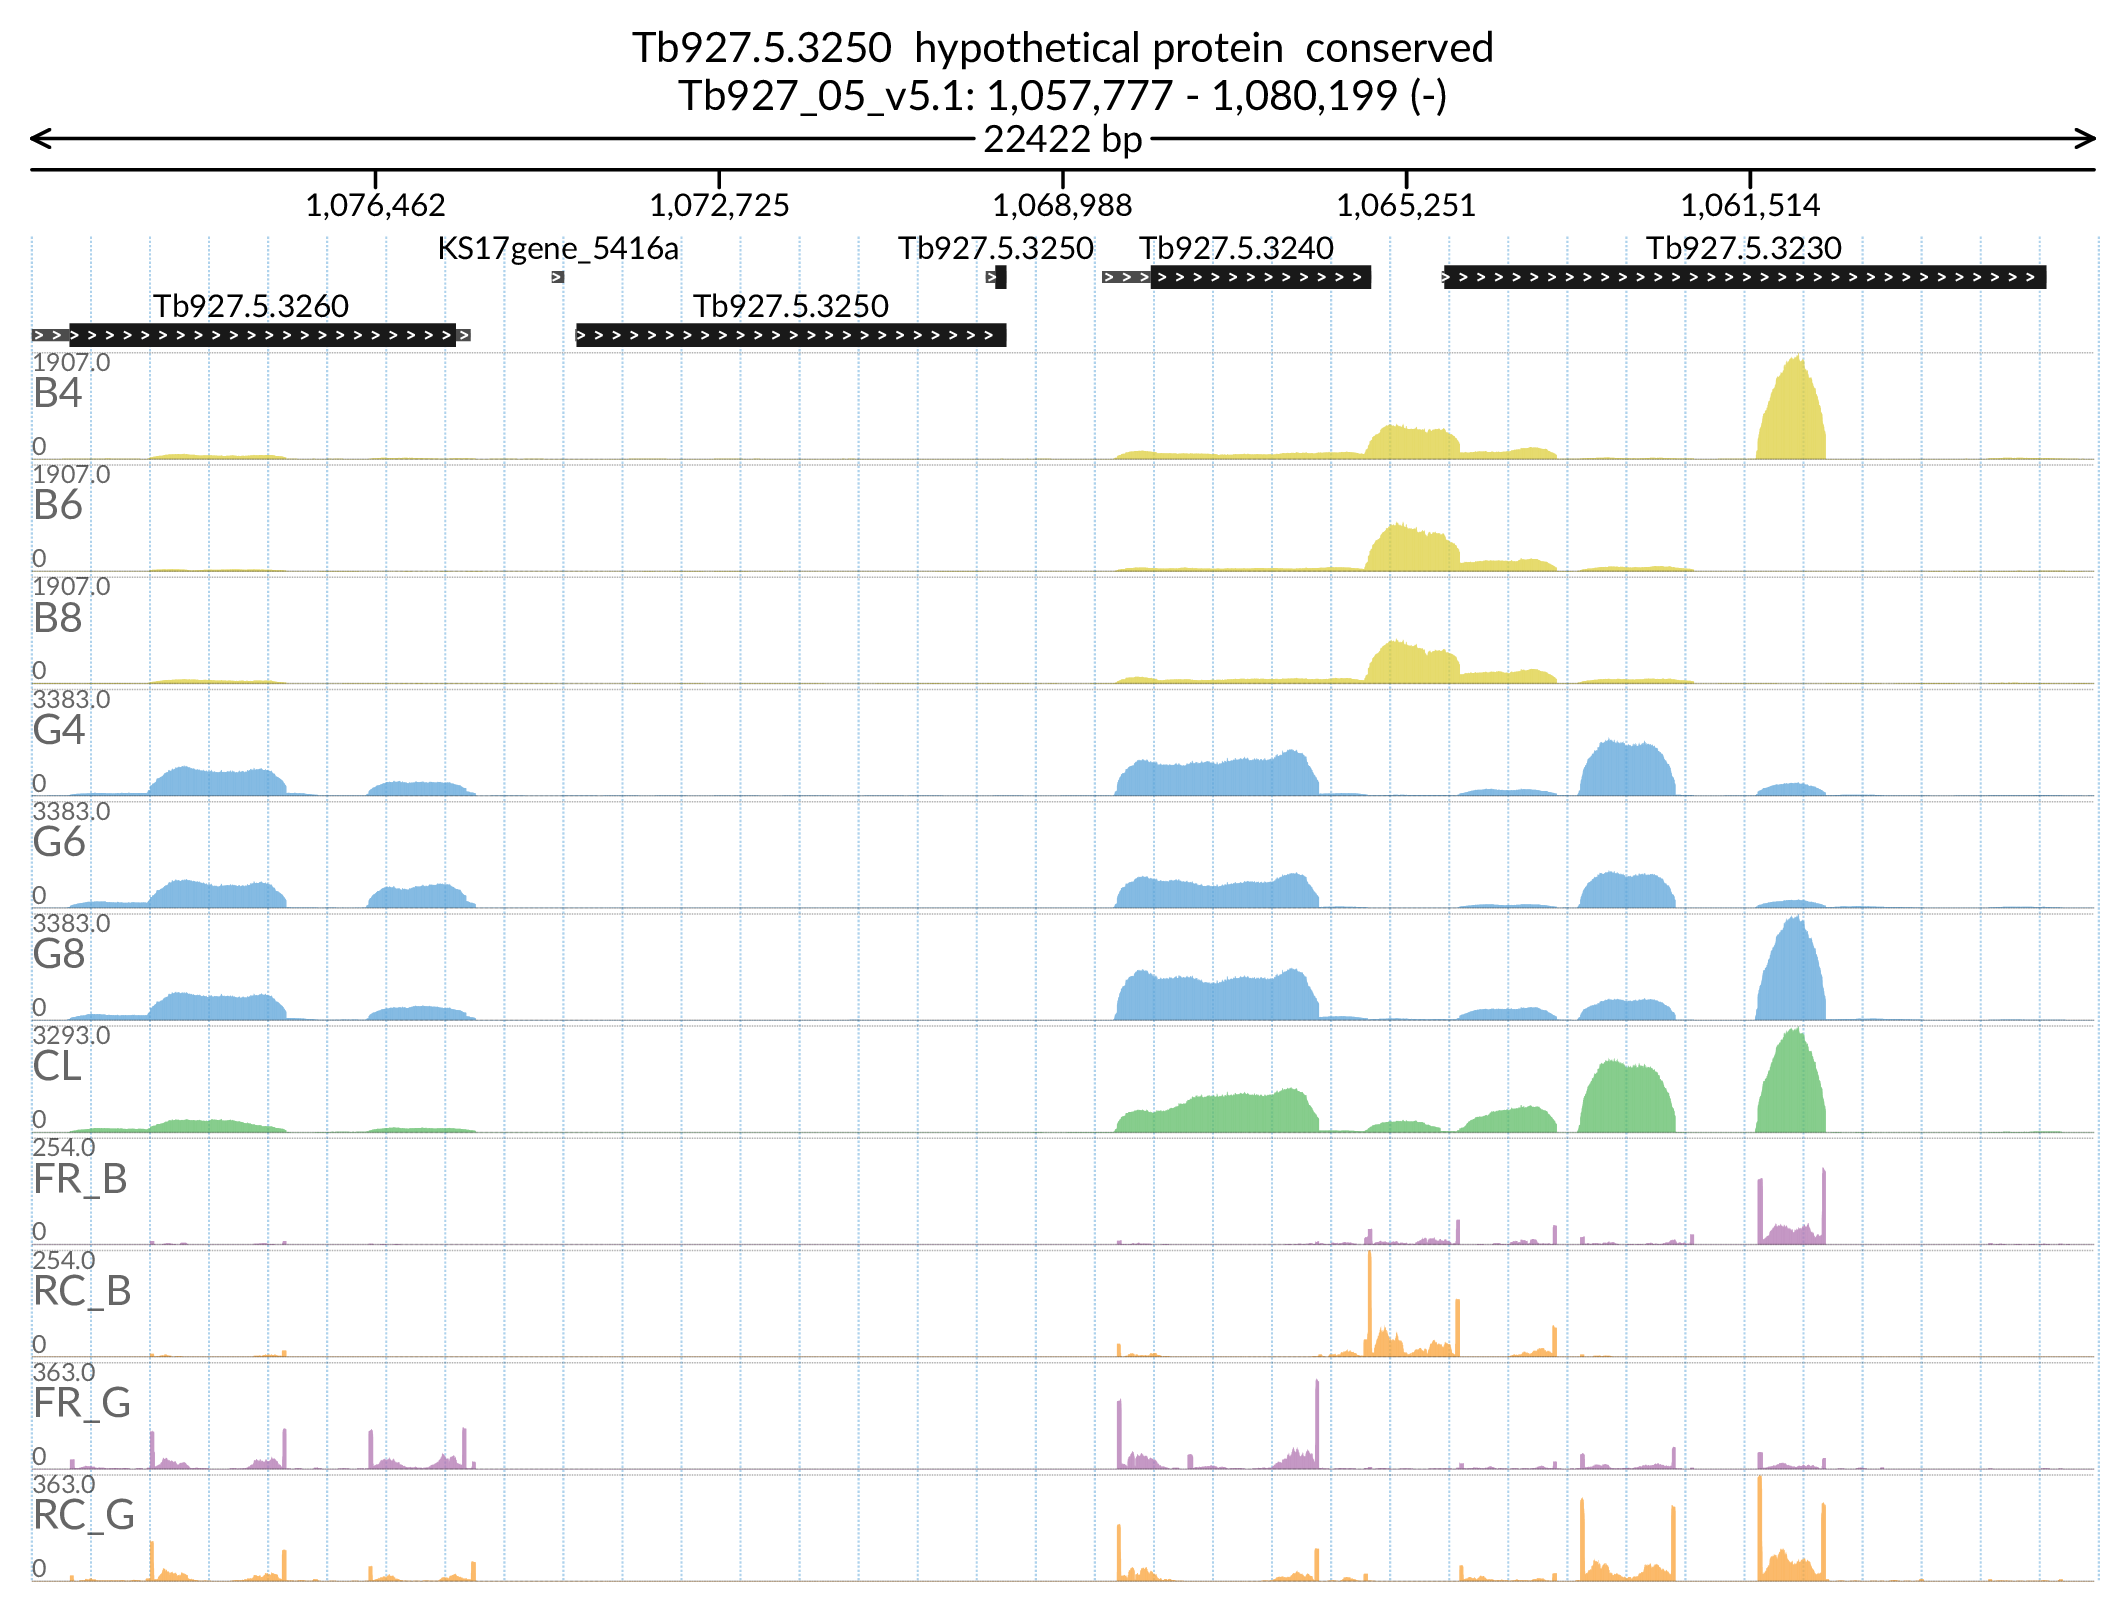 Tb927.5.3250 hypothetical protein conserved
Tb927_05_v5.1: 1,057,777 - 1,080,199 (-)
22422 bp
1,076,462 1,072,725 1,068,988 1,065,251 1,061,514
KS17gene_5416a Tb927.5.3250 Tb927.5.3240 Tb927.5.3230
Tb927.5.3260 Tb927.5.3250
1907.0
B4
0
1907.0
B6
0
1907.0
B8
0
3383.0
G4
0
3383.0
G6
0
3383.0
G8
0
3293.0
CL
0
254.0
FR_B
0
254.0
RC_B
0
363.0
FR_G
0
363.0
RC_G
0